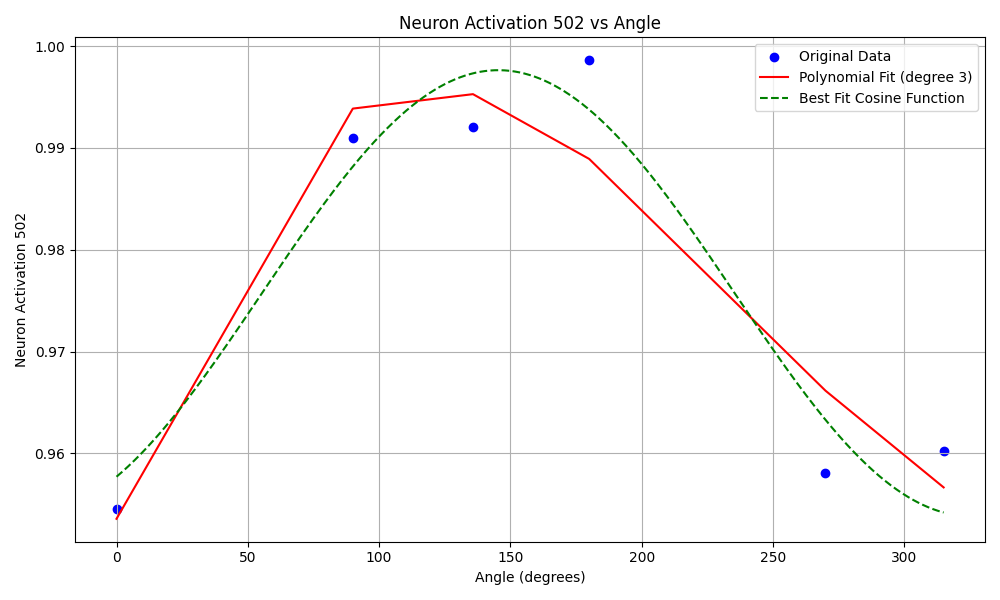 Neuron Activation 502 vs Angle
Original Data
Polynomial Fit (degree 3)
Best Fit Cosine Function
Neuron Activation 502
1.00
0.99
0.98
0.97
0.96
0 50 100 150 200 250 300
Angle (degrees)